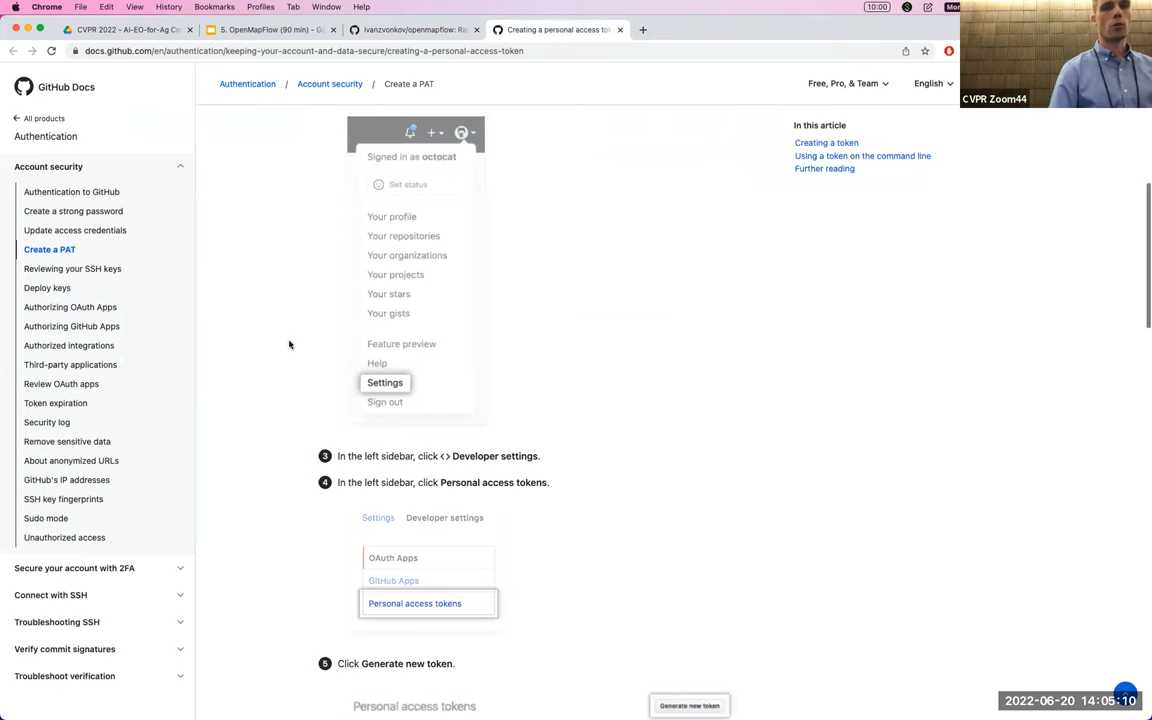 Chrome File Edit View History Bookmarks Profiles Tab Window Help 10:00
CVPR 2022 - AI-EO-for-Ag Co
5. OpenMapFlow (90 min) - G
ivanzvonkov/openmapflow: Ra
Creating a personal access tok
docs.github.com/en/authentication/keeping-your-account-and-data-secure/creating-a-personal-access-token
CVPR Zoom44
GitHub Docs
All products
Authentication
Account security
Authentication to GitHub
Create a strong password
Update access credentials
Create a PAT
Reviewing your SSH keys
Deploy keys
Authorizing OAuth Apps
Authorizing GitHub Apps
Authorized integrations
Third-party applications
Review OAuth apps
Token expiration
Security log
Remove sensitive data
About anonymized URLs
GitHub's IP addresses
SSH key fingerprints
Sudo mode
Unauthorized access
Secure your account with 2FA
Connect with SSH
Troubleshooting SSH
Verify commit signatures
Troubleshoot verification
Authentication / Account security / Create a PAT
Free, Pro, & Team English
Signed in as octocat
Set status
Your profile
Your repositories
Your organizations
Your projects
Your stars
Your gists
Feature preview
Help
Settings
Sign out
3 In the left sidebar, click <> Developer settings.
4 In the left sidebar, click Personal access tokens.
Settings Developer settings
OAuth Apps
GitHub Apps
Personal access tokens
5 Click Generate new token.
Personal access tokens Generate new token
In this article
Creating a token
Using a token on the command line
Further reading
2022-06-20 14:05:10